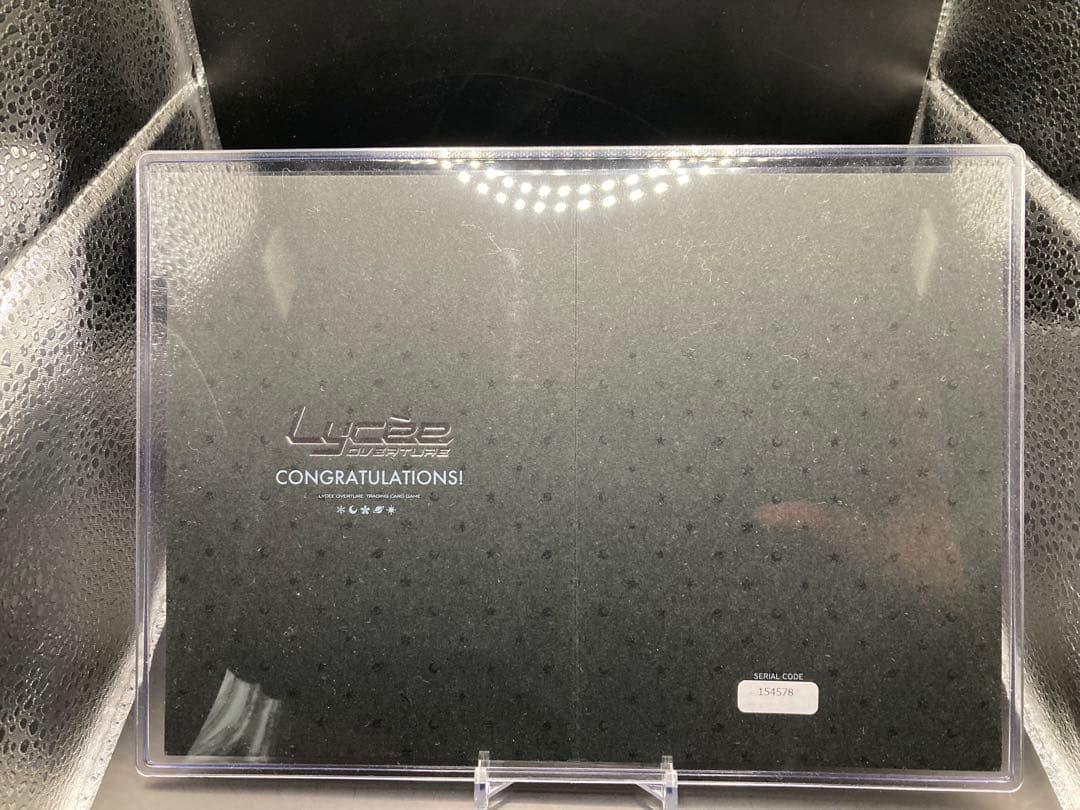 Lycèe
OVERTURE
CONGRATULATIONS!
LYCEE OVERTURE TRADING CARD GAME
SERIAL CODE
154578